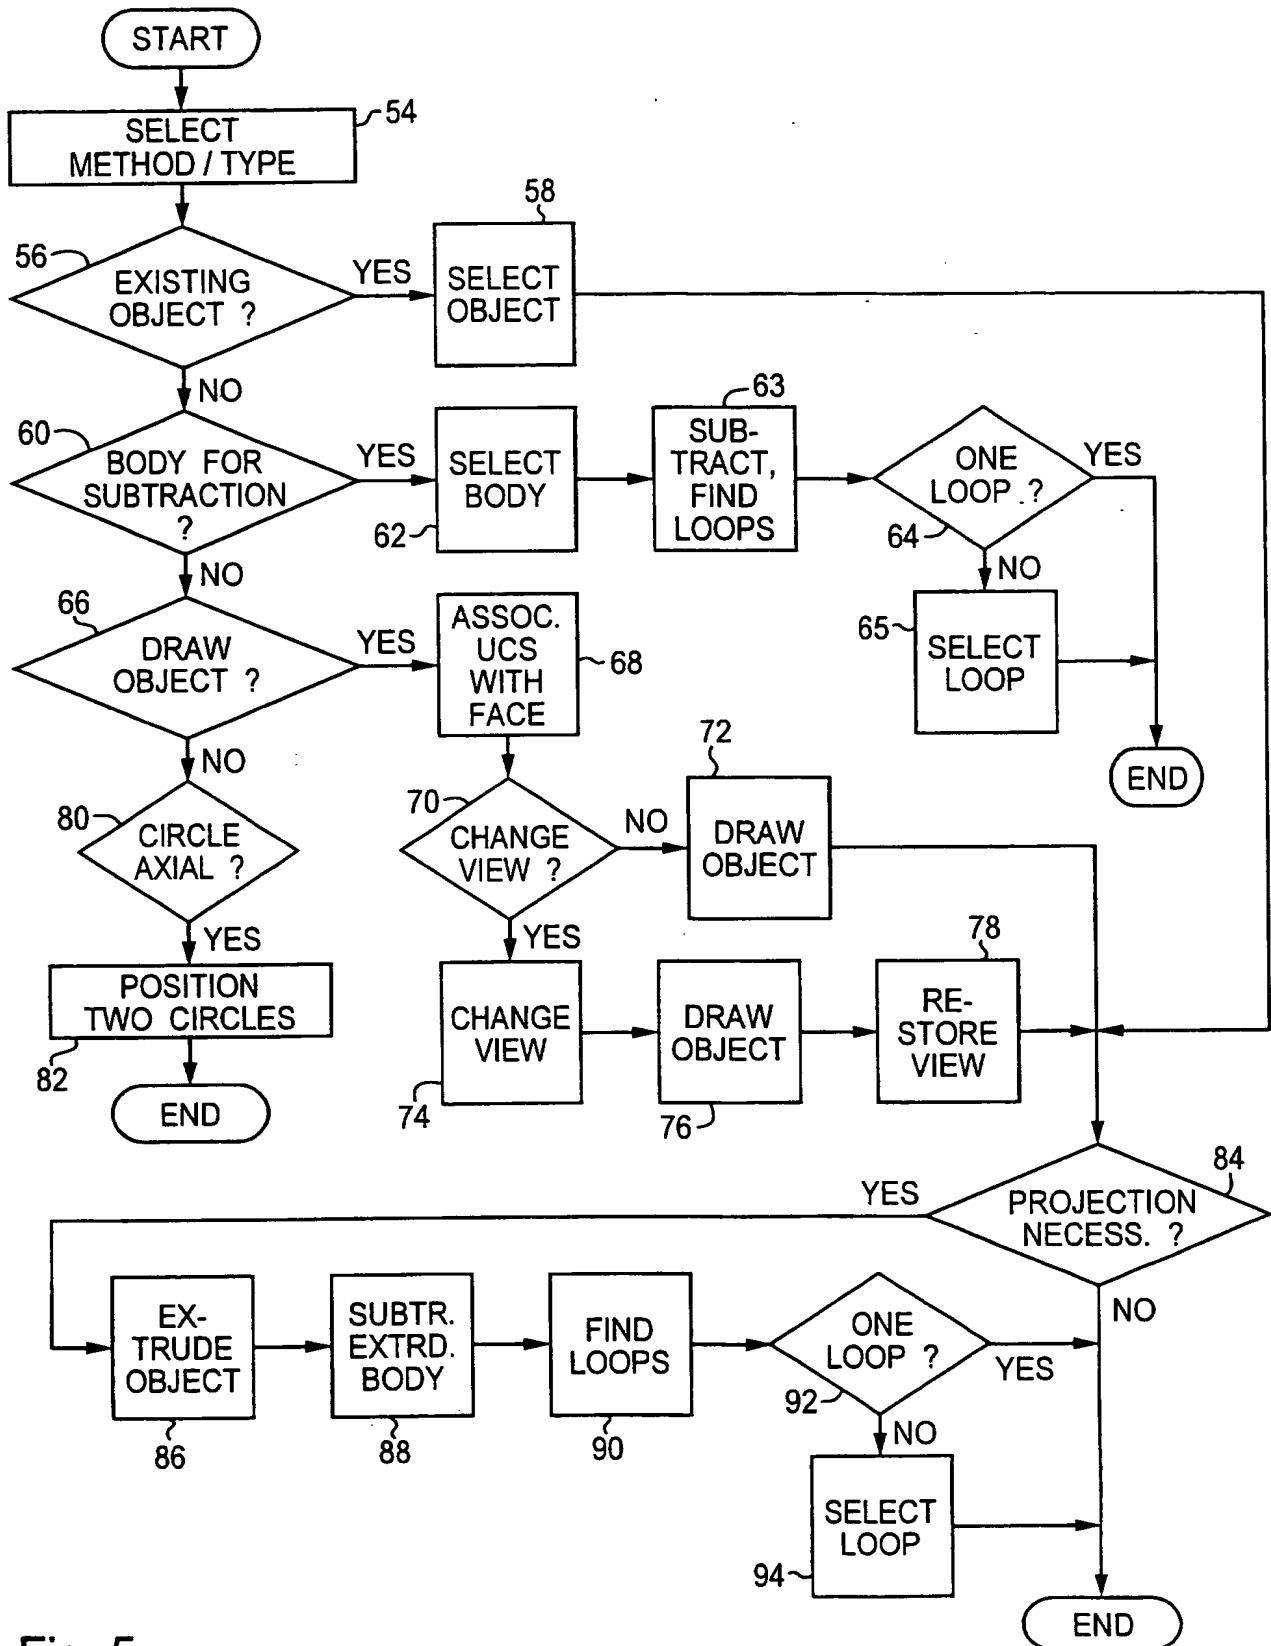 START
54
SELECT
METHOD / TYPE
58
56
EXISTING
OBJECT ?
YES
SELECT
OBJECT
NO
63
60
BODY FOR
SUBTRACTION
?
YES
SELECT
BODY
62
SUB-
TRACT,
FIND
LOOPS
ONE
LOOP ?
YES
64
NO
NO
66
DRAW
OBJECT ?
YES
ASSOC.
UCS
WITH
FACE
68
65
SELECT
LOOP
END
NO
72
80
CIRCLE
AXIAL ?
70
CHANGE
VIEW ?
NO
DRAW
OBJECT
YES
YES
78
POSITION
TWO CIRCLES
82
CHANGE
VIEW
74
DRAW
OBJECT
76
RE-
STORE
VIEW
END
84
YES
PROJECTION
NECESS. ?
NO
EX-
TRUDE
OBJECT
86
SUBTR.
EXTRD.
BODY
88
FIND
LOOPS
90
ONE
LOOP ?
YES
92
NO
SELECT
LOOP
94
END